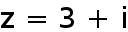 z = 3 + i